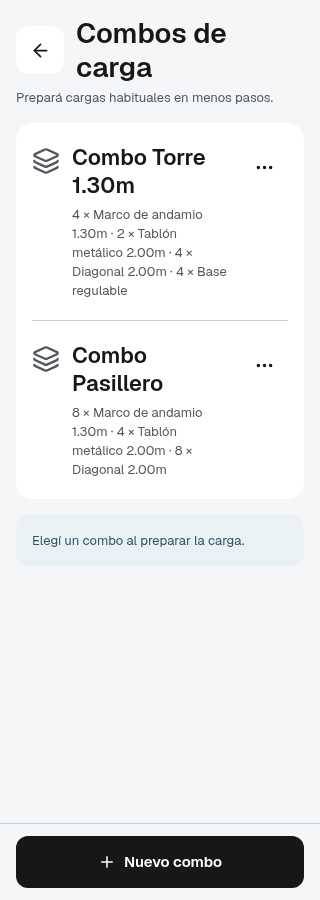 Combos de
carga
Prepará cargas habituales en menos pasos.
Combo Torre
1.30m
4 × Marco de andamio
1.30m · 2 × Tablón
metálico 2.00m · 4 ×
Diagonal 2.00m · 4 × Base
regulable
Combo
Pasillero
8 × Marco de andamio
1.30m · 4 × Tablón
metálico 2.00m · 8 ×
Diagonal 2.00m
Elegí un combo al preparar la carga.
Nuevo combo